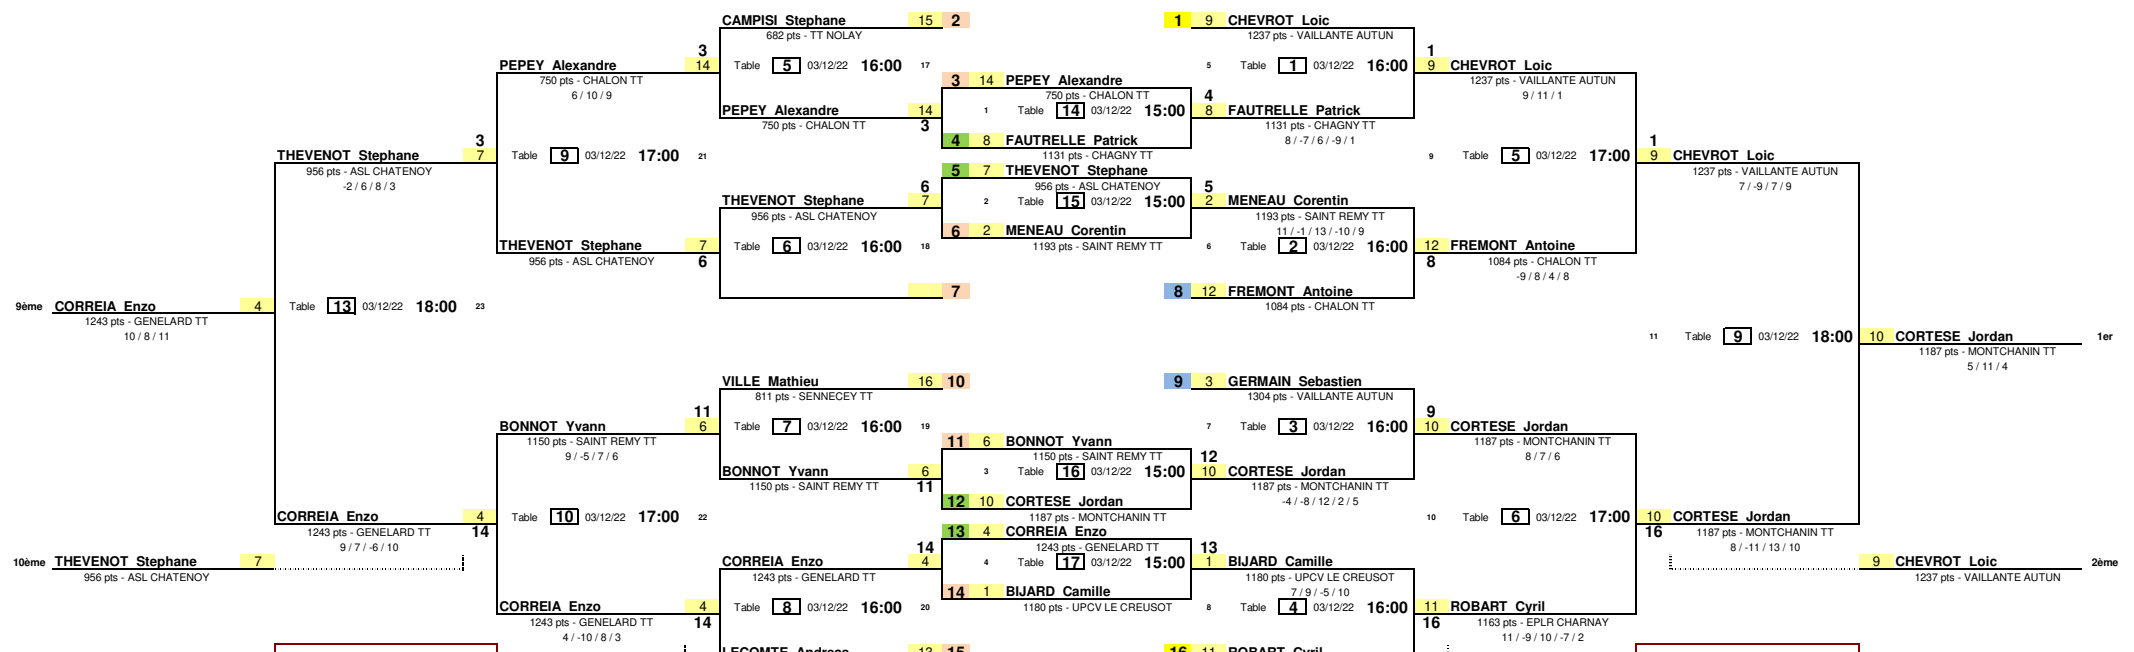 CAMPISI Stephane 15 2 1 9 CHEVROT Loic
682 pts - TT NOLAY 1237 pts - VAILLANTE AUTUN
3 1
PEPEY Alexandre 14 Table 5 03/12/22 16:00 17 5 Table 1 03/12/22 16:00 9 CHEVROT Loic
750 pts - CHALON TT 3 14 PEPEY Alexandre 1237 pts - VAILLANTE AUTUN
6 / 10 / 9 750 pts - CHALON TT 4 9 / 11 / 1
PEPEY Alexandre 14 1 Table 14 03/12/22 15:00 8 FAUTRELLE Patrick
750 pts - CHALON TT 3 1131 pts - CHAGNY TT
3 4 8 FAUTRELLE Patrick 8 / -7 / 6 / -9 / 1 1
THEVENOT Stephane 7 Table 9 03/12/22 17:00 21 1131 pts - CHAGNY TT 9 Table 5 03/12/22 17:00 9 CHEVROT Loic
956 pts - ASL CHATENOY 5 7 THEVENOT Stephane 1237 pts - VAILLANTE AUTUN
-2 / 6 / 8 / 3 6 956 pts - ASL CHATENOY 5 7 / -9 / 7 / 9
THEVENOT Stephane 7 2 Table 15 03/12/22 15:00 2 MENEAU Corentin
956 pts - ASL CHATENOY 1193 pts - SAINT REMY TT
6 2 MENEAU Corentin 11 / -1 / 13 / -10 / 9
THEVENOT Stephane 7 Table 6 03/12/22 16:00 18 1193 pts - SAINT REMY TT 6 Table 2 03/12/22 16:00 12 FREMONT Antoine
956 pts - ASL CHATENOY 6 8 1084 pts - CHALON TT
-9 / 8 / 4 / 8
7 8 12 FREMONT Antoine
9ème CORREIA Enzo 4 Table 13 03/12/22 18:00 23 1084 pts - CHALON TT
1243 pts - GENELARD TT
10 / 8 / 11 11 Table 9 03/12/22 18:00 10 CORTESE Jordan 1er
1187 pts - MONTCHANIN TT
5 / 11 / 4
VILLE Mathieu 16 10 9 3 GERMAIN Sebastien
811 pts - SENNECEY TT 1304 pts - VAILLANTE AUTUN
11 9
BONNOT Yvann 6 Table 7 03/12/22 16:00 19 7 Table 3 03/12/22 16:00 10 CORTESE Jordan
1150 pts - SAINT REMY TT 11 6 BONNOT Yvann 1187 pts - MONTCHANIN TT
9 / -5 / 7 / 6 1150 pts - SAINT REMY TT 12 8 / 7 / 6
BONNOT Yvann 6 3 Table 16 03/12/22 15:00 10 CORTESE Jordan
1150 pts - SAINT REMY TT 11 1187 pts - MONTCHANIN TT
12 10 CORTESE Jordan -4 / -8 / 12 / 2 / 5
CORREIA Enzo 4 Table 10 03/12/22 17:00 22 1187 pts - MONTCHANIN TT 10 Table 6 03/12/22 17:00 10 CORTESE Jordan
1243 pts - GENELARD TT 14 13 4 CORREIA Enzo 16 1187 pts - MONTCHANIN TT
9 / 7 / -6 / 10 14 1243 pts - GENELARD TT 13 8 / -11 / 13 / 10
10ème THEVENOT Stephane 7 CORREIA Enzo 4 4 Table 17 03/12/22 15:00 1 BIJARD Camille 9 CHEVROT Loic 2ème
956 pts - ASL CHATENOY 1243 pts - GENELARD TT 1180 pts - UPCV LE CREUSOT 1237 pts - VAILLANTE AUTUN
14 1 BIJARD Camille 7 / 9 / -5 / 10
CORREIA Enzo 4 Table 8 03/12/22 16:00 20 1180 pts - UPCV LE CREUSOT 8 Table 4 03/12/22 16:00 11 ROBART Cyril
1243 pts - GENELARD TT 14 16 1163 pts - EPLR CHARNAY
4 / -10 / 8 / 3 11 / -9 / 10 / -7 / 2
LECOMTE Andreas 13 15 16 11 ROBART Cyril